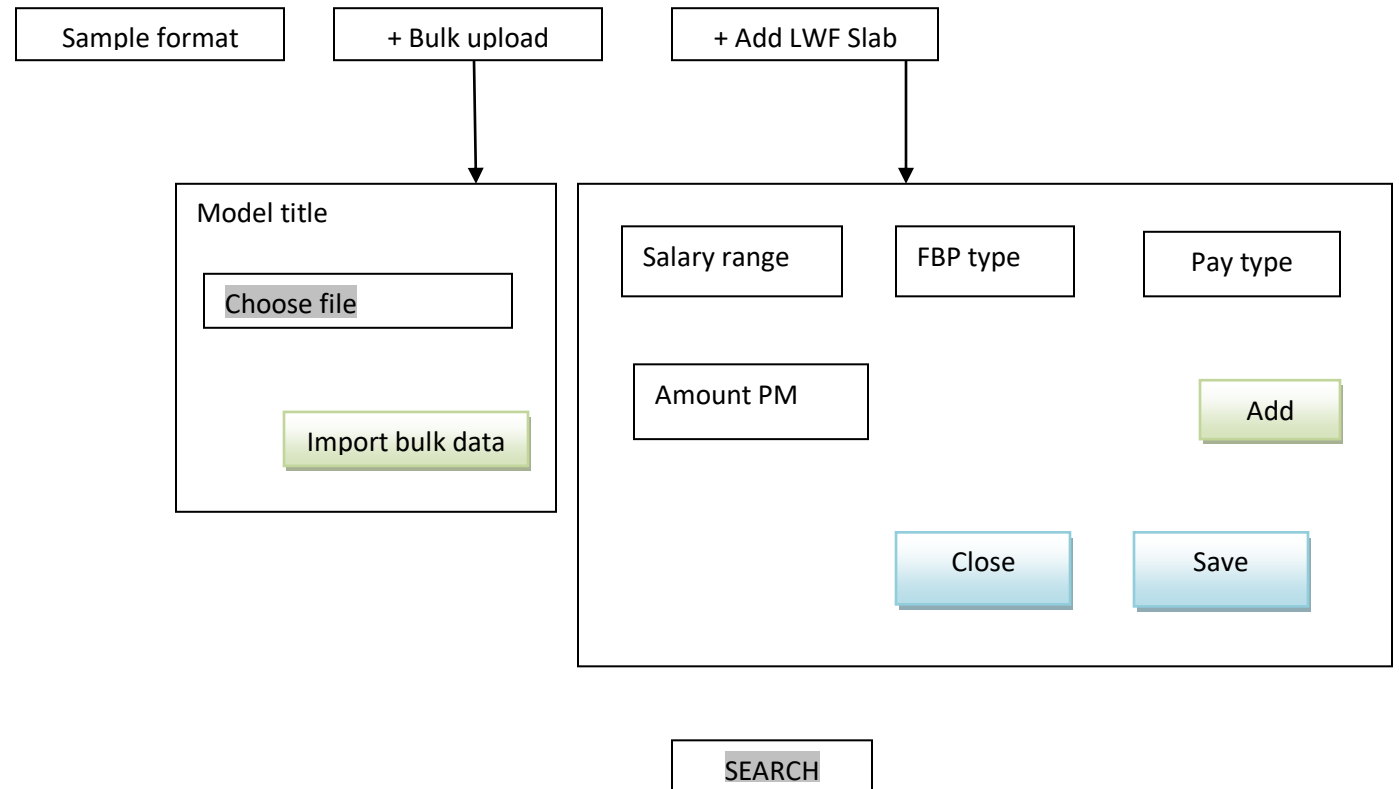 Sample format
+ Bulk upload
+ Add LWF Slab
Model title
Choose file
Import bulk data
Salary range
FBP type
Pay type
Amount PM
Add
Close
Save
SEARCH